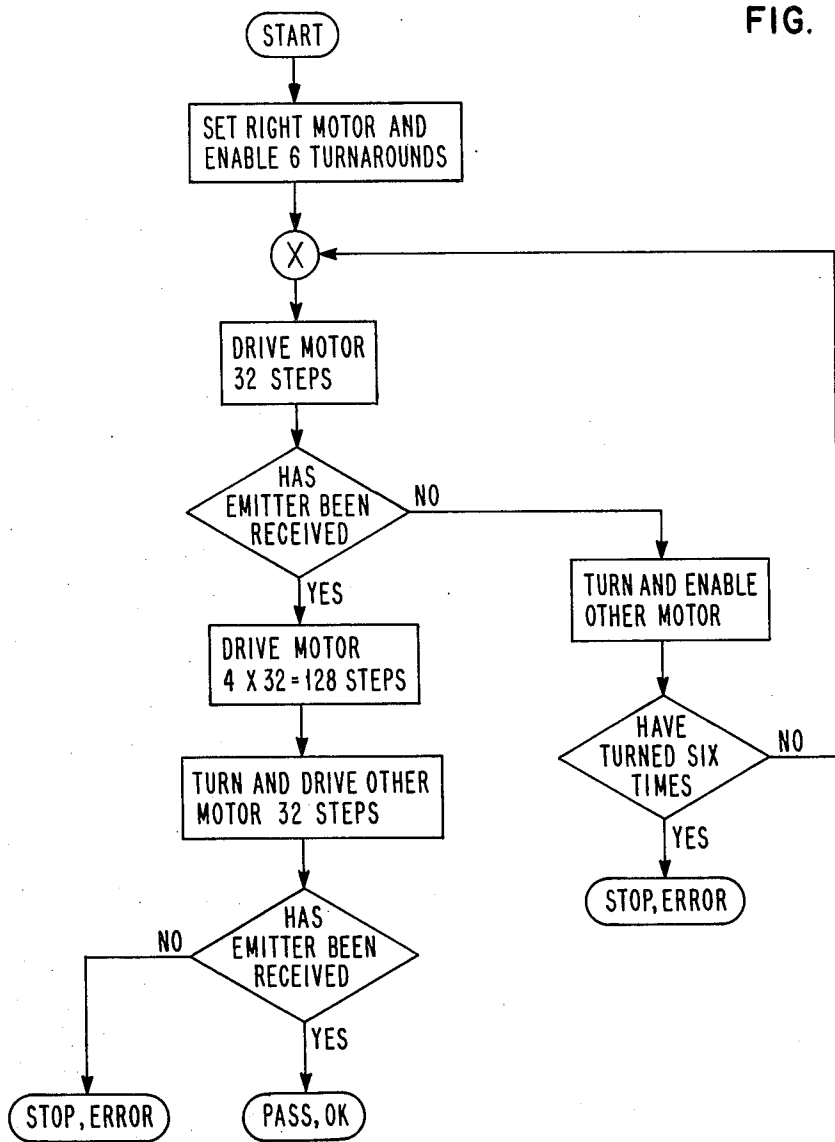 FIG.
START
SET RIGHT MOTOR AND
ENABLE 6 TURNAROUNDS
X
DRIVE MOTOR
32 STEPS
HAS
EMITTER BEEN
RECEIVED
NO
YES
TURN AND ENABLE
OTHER MOTOR
DRIVE MOTOR
4 X 32 = 128 STEPS
HAVE
TURNED SIX
TIMES
NO
YES
STOP, ERROR
TURN AND DRIVE OTHER
MOTOR 32 STEPS
HAS
EMITTER BEEN
RECEIVED
NO
YES
STOP, ERROR
PASS, OK